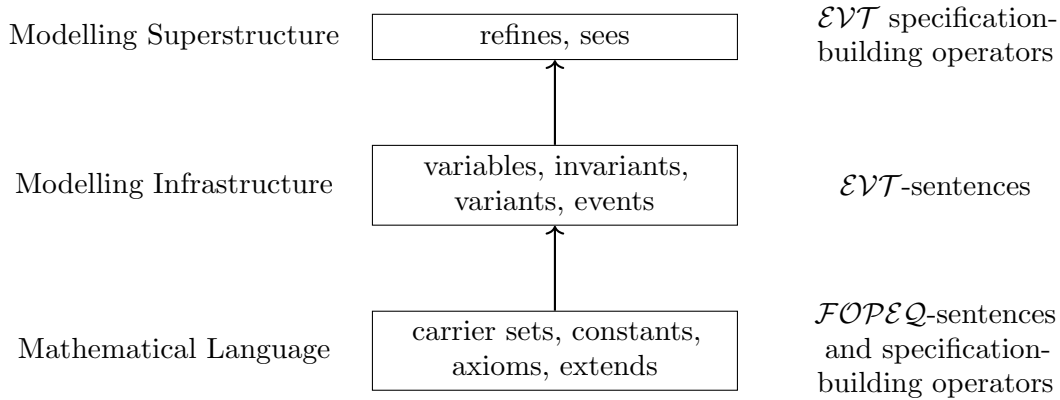 Modelling Superstructure
refines, sees
ℰ𝒱𝒯 specification-
building operators
Modelling Infrastructure
variables, invariants,
variants, events
ℰ𝒱𝒯-sentences
Mathematical Language
carrier sets, constants,
axioms, extends
ℱ𝒪𝒫ℰ𝒬-sentences
and specification-
building operators